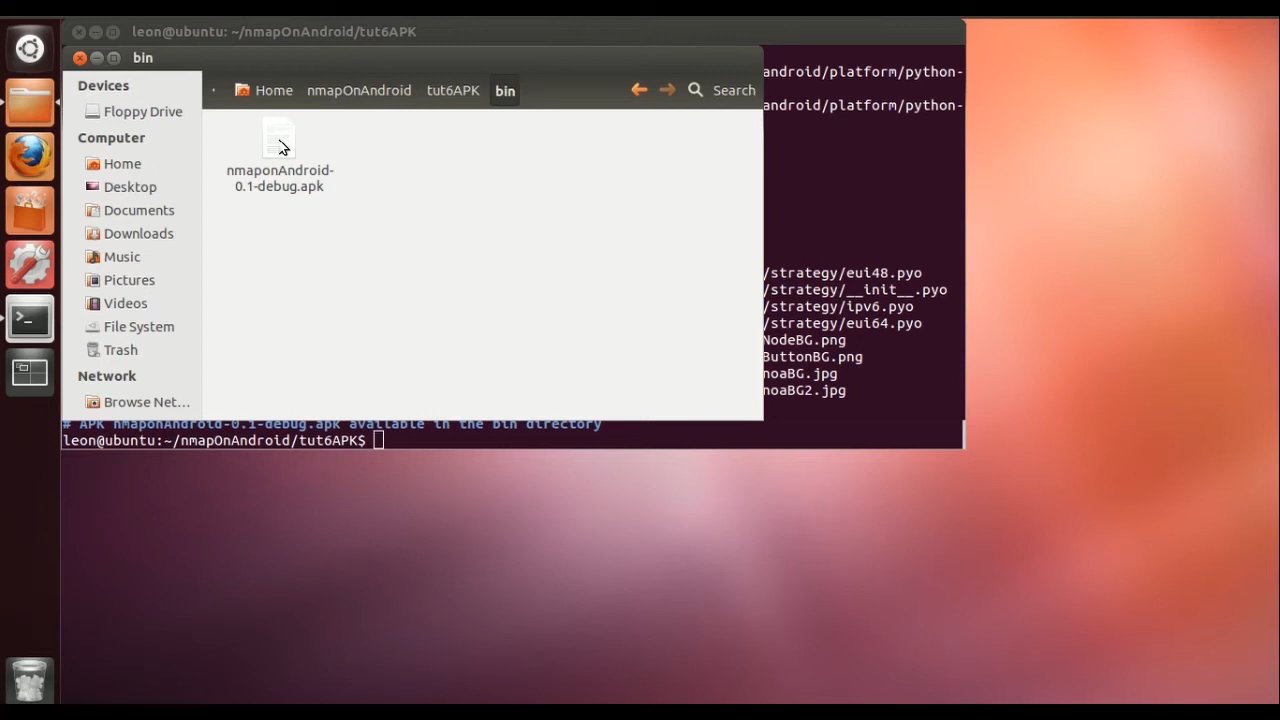 leon@ubuntu: ~/nmapOnAndroid/tut6APK
bin
Devices
Floppy Drive
Computer
Home
Desktop
Documents
Downloads
Music
Pictures
Videos
File System
Trash
Network
Browse Net...
Home nmapOnAndroid tut6APK bin Search
nmaponAndroid-
0.1-debug.apk
android/platform/python-
android/platform/python-
/strategy/eui48.pyo
/strategy/__init__.pyo
/strategy/ipv6.pyo
/strategy/eui64.pyo
NodeBG.png
ButtonBG.png
noaBG.jpg
noaBG2.jpg
# APK nmaponAndroid-0.1-debug.apk available in the bin directory
leon@ubuntu:~/nmapOnAndroid/tut6APK$